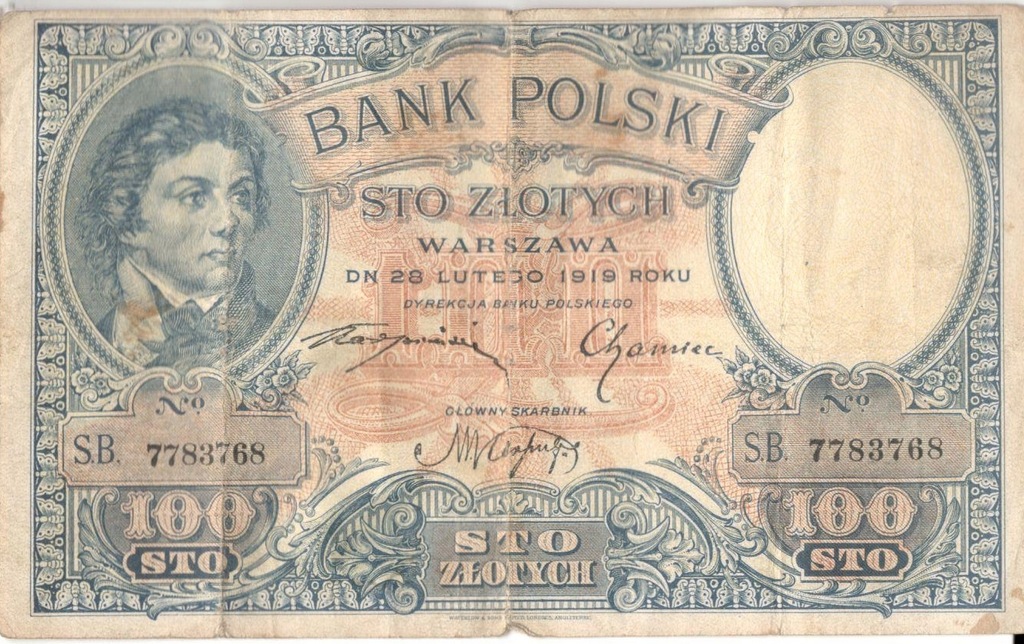 BANK POLSKI
STO ZŁOTYCH
WARSZAWA
DN 28 LUTEGO 1919 ROKU
DYREKCJA BANKU POLSKIEGO
Chamiec
GŁÓWNY SKARBNIK
No
S.B. 7783768
No
S.B. 7783768
100
STO
STO
ZŁOTYCH
100
STO